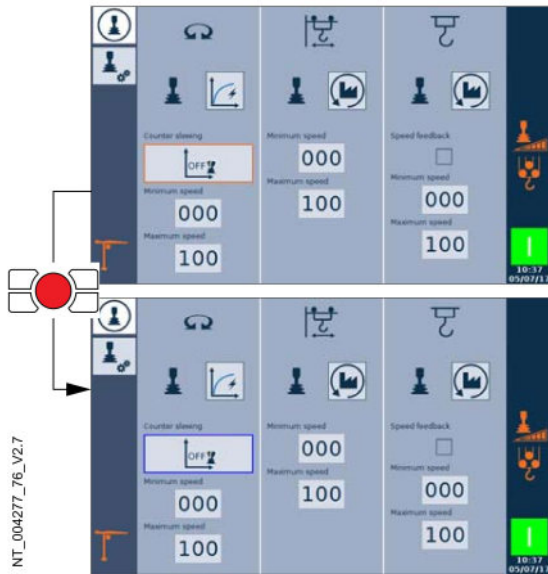 Counter slewing
OFF
Minimum speed
000
Maximum speed
100
Minimum speed
000
Maximum speed
100
Speed feedback
Minimum speed
000
Maximum speed
100
10:37
05/07/17
Counter slewing
OFF
Minimum speed
000
Maximum speed
100
Minimum speed
000
Maximum speed
100
Speed feedback
Minimum speed
000
Maximum speed
100
10:37
05/07/17
NT_004277_76_V2.7